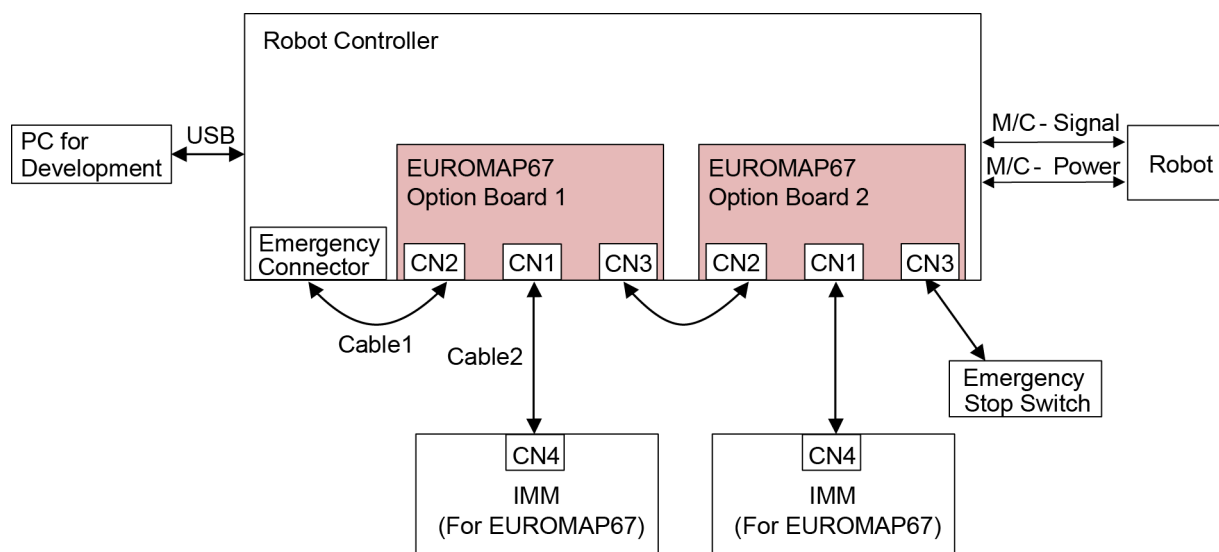 Robot Controller
PC for
Development
USB
M/C - Signal
M/C - Power
Robot
EUROMAP67
Option Board 1
EUROMAP67
Option Board 2
Emergency
Connector
CN2
CN1
CN3
CN2
CN1
CN3
Cable1
Cable2
Emergency
Stop Switch
CN4
IMM
(For EUROMAP67)
CN4
IMM
(For EUROMAP67)